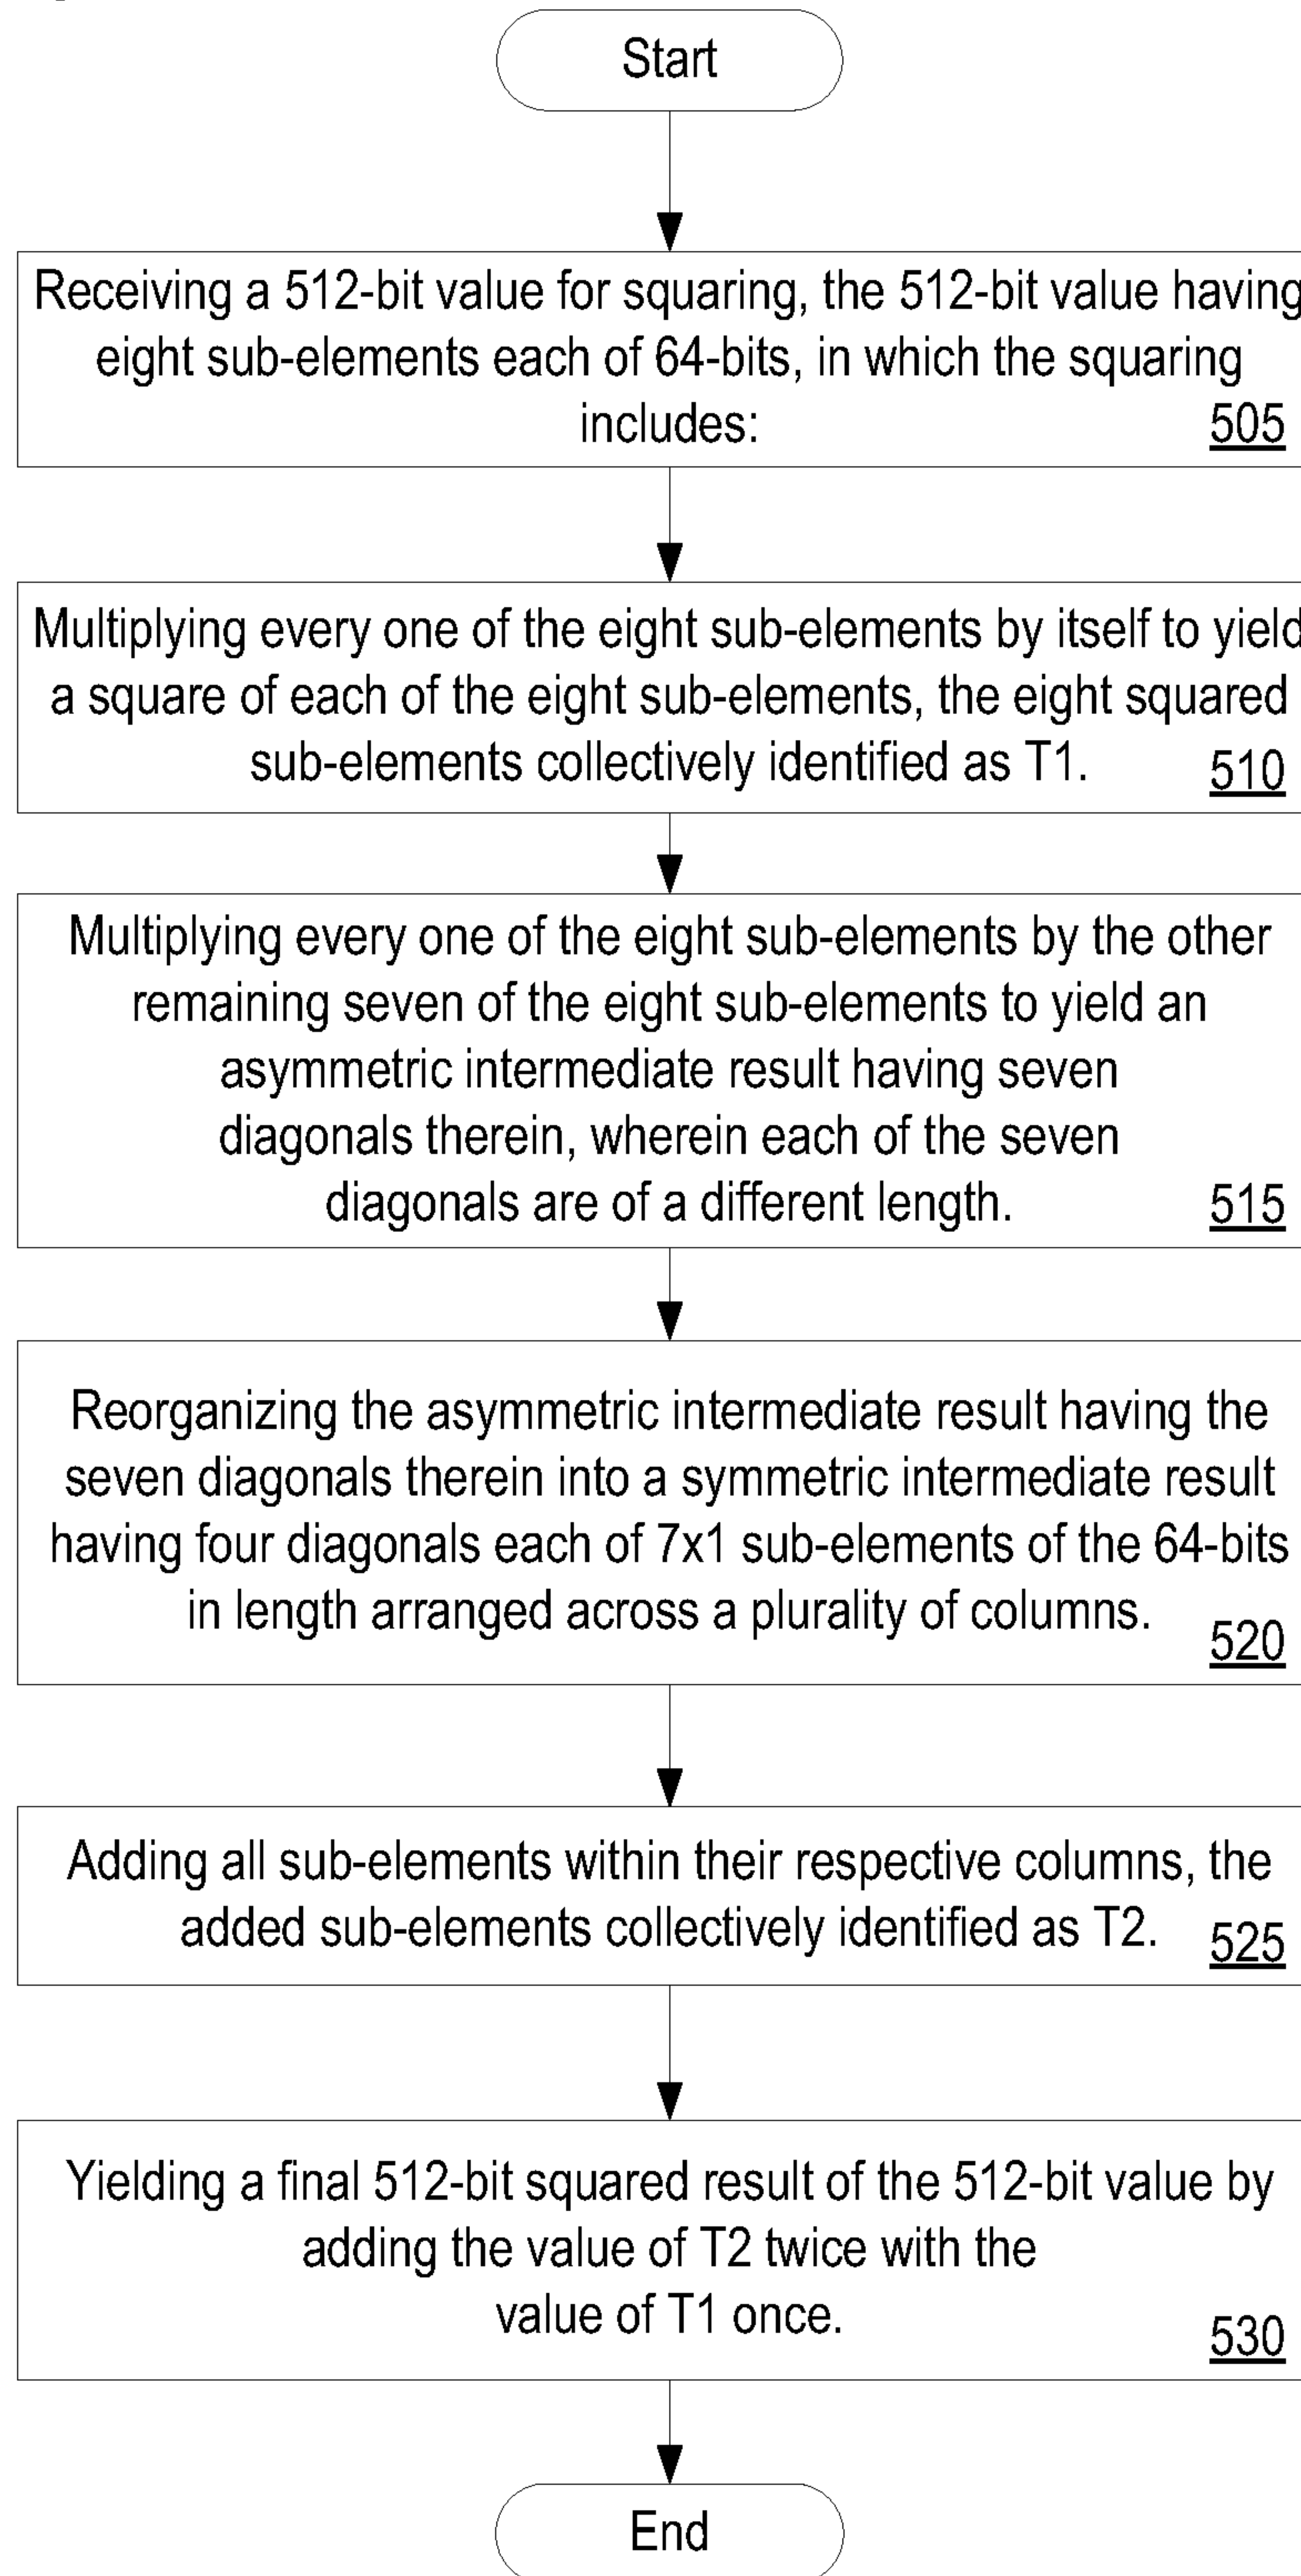 Start
Receiving a 512-bit value for squaring, the 512-bit value having
eight sub-elements each of 64-bits, in which the squaring
includes:
505
Multiplying every one of the eight sub-elements by itself to yield
a square of each of the eight sub-elements, the eight squared
sub-elements collectively identified as T1.
510
Multiplying every one of the eight sub-elements by the other
remaining seven of the eight sub-elements to yield an
asymmetric intermediate result having seven
diagonals therein, wherein each of the seven
diagonals are of a different length.
515
Reorganizing the asymmetric intermediate result having the
seven diagonals therein into a symmetric intermediate result
having four diagonals each of 7x1 sub-elements of the 64-bits
in length arranged across a plurality of columns.
520
Adding all sub-elements within their respective columns, the
added sub-elements collectively identified as T2.
525
Yielding a final 512-bit squared result of the 512-bit value by
adding the value of T2 twice with the
value of T1 once.
530
End